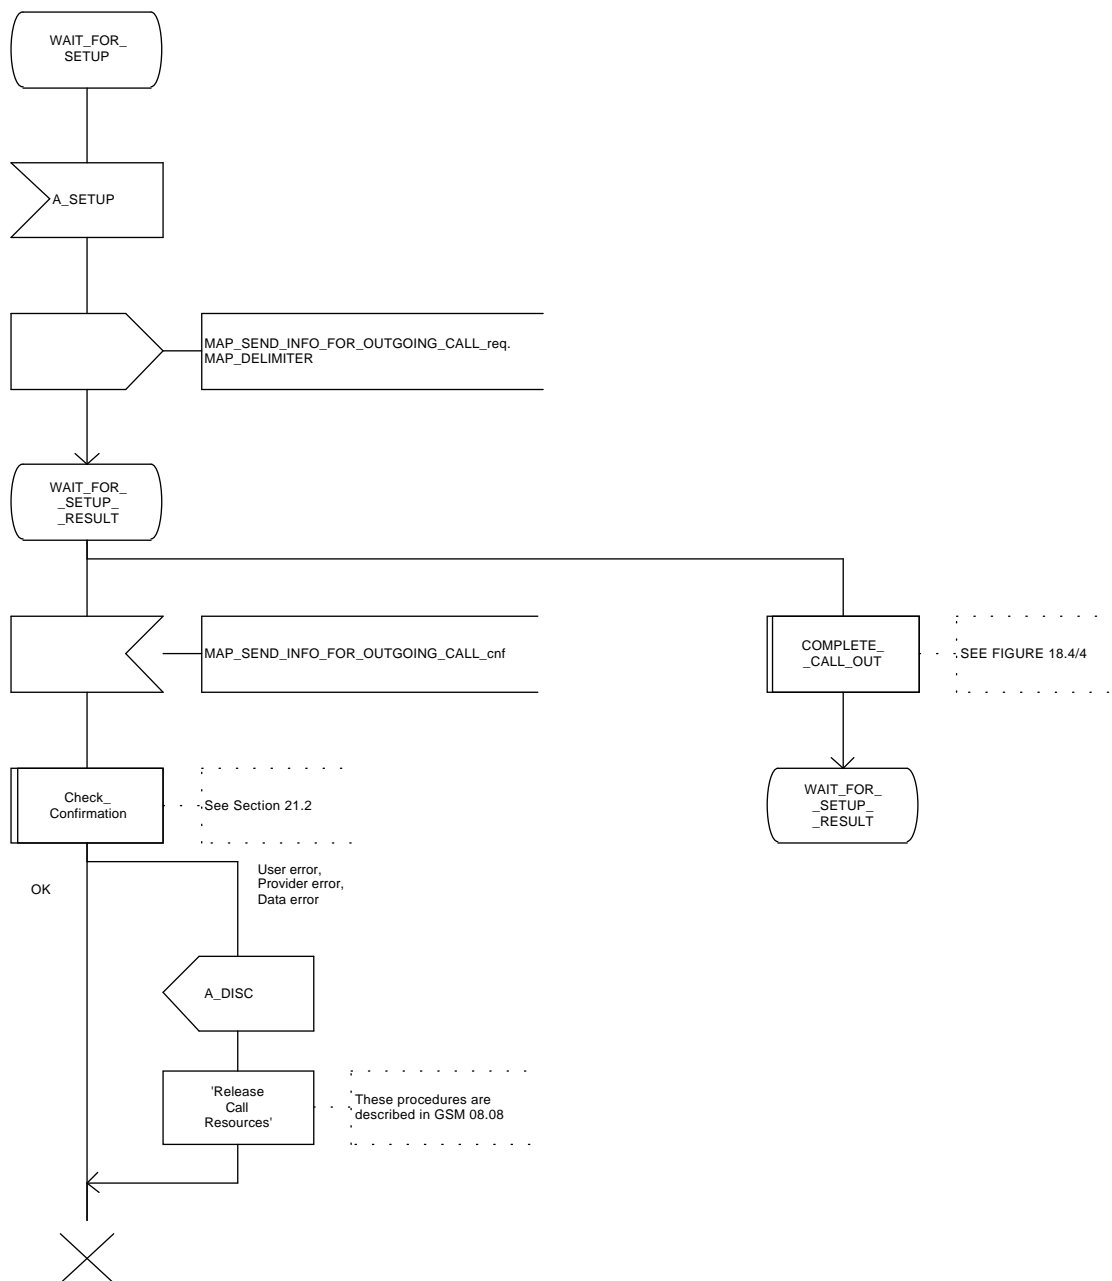 WAIT_FOR_
SETUP
A_SETUP
MAP_SEND_INFO_FOR_OUTGOING_CALL_req.
MAP_DELIMITER
WAIT_FOR_
_SETUP_
_RESULT
MAP_SEND_INFO_FOR_OUTGOING_CALL_cnf
COMPLETE_
_CALL_OUT
SEE FIGURE 18.4/4
Check_
_Confirmation
See Section 21.2
WAIT_FOR_
_SETUP_
_RESULT
OK
User error,
Provider error,
Data error
A_DISC
'Release
Call
Resources'
These procedures are
described in GSM 08.08